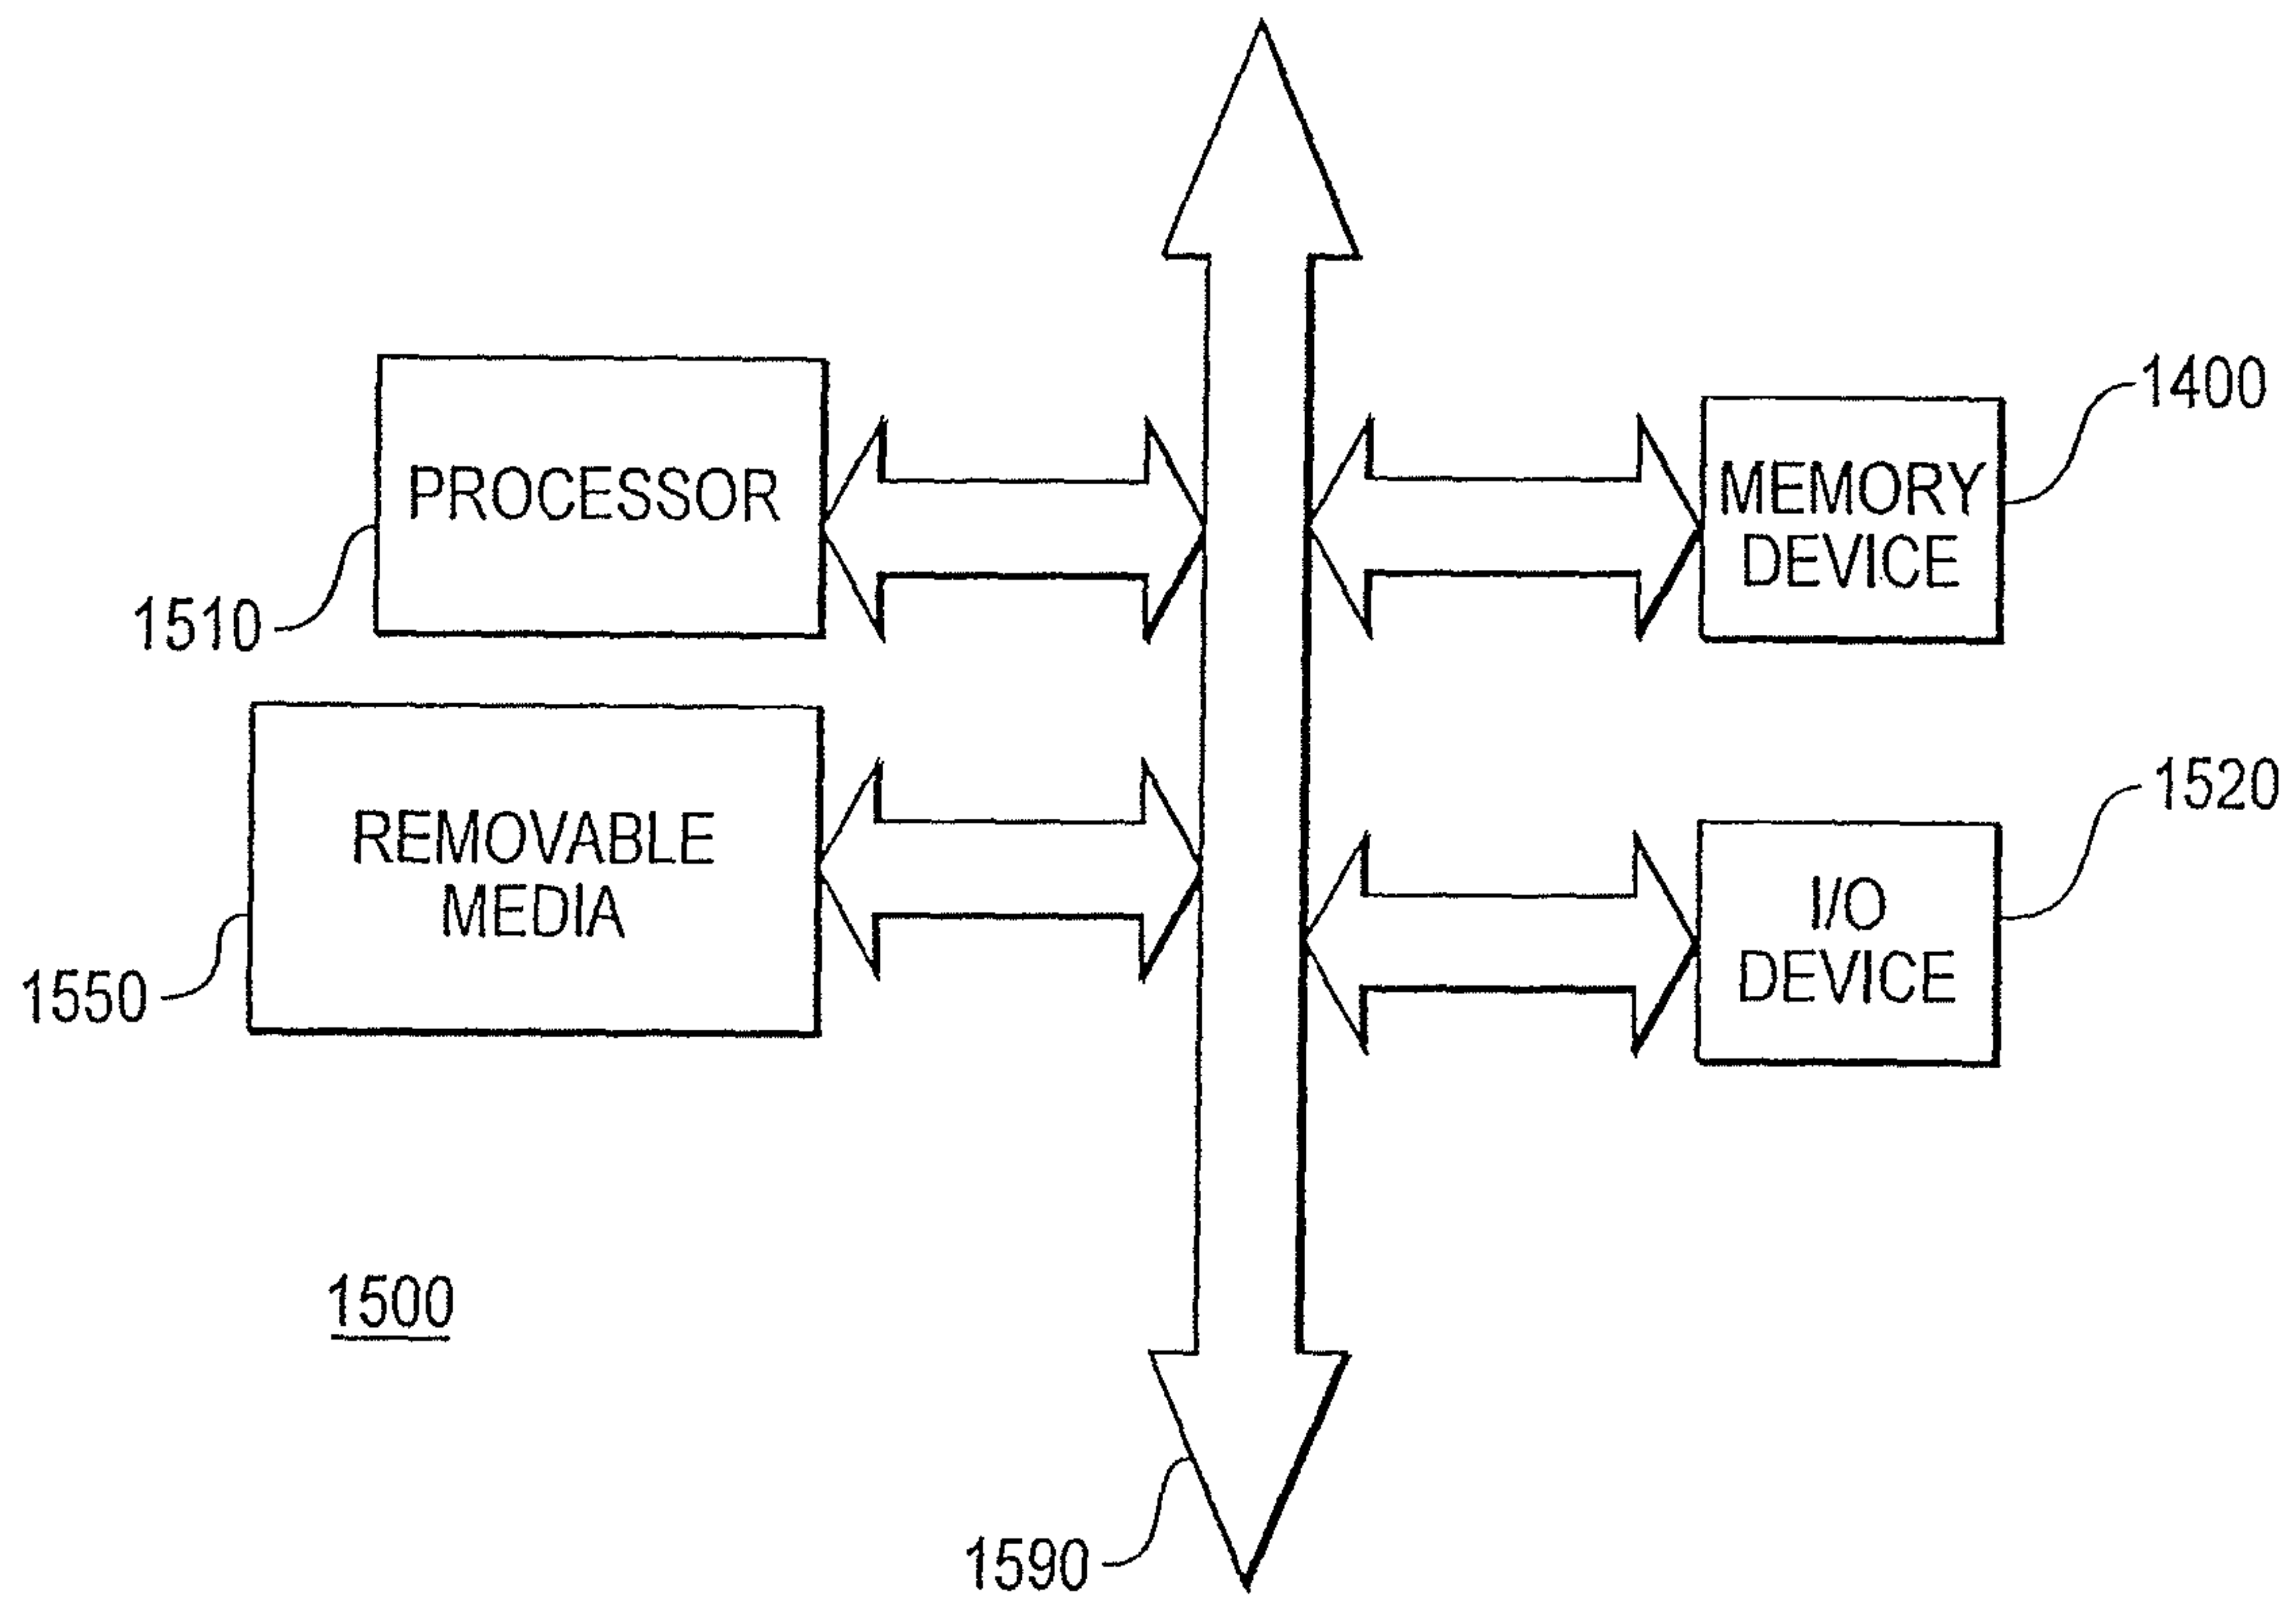 PROCESSOR
1510
1400
MEMORY
DEVICE
REMOVABLE
MEDIA
1550
1520
I/O
DEVICE
1500
1590